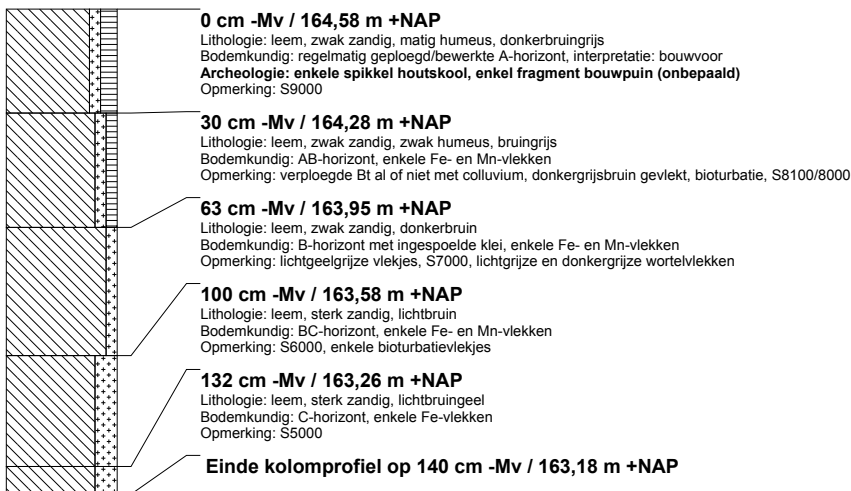 0 cm -Mv / 164,58 m +NAP
Lithologie: leem, zwak zandig, matig humeus, donkerbruingrijs
Bodemkundig: regelmatig geploegd/bewerkte A-horizont, interpretatie: bouwvoor
Archeologie: enkele spikkel houtskool, enkel fragment bouwpuin (onbepaald)
Opmerking: S9000
30 cm -Mv / 164,28 m +NAP
Lithologie: leem, zwak zandig, zwak humeus, bruingrijs
Bodemkundig: AB-horizont, enkele Fe- en Mn-vlekken
Opmerking: verploegde Bt al of niet met colluvium, donkergrijsbruin gevlekt, bioturbatie, S8100/8000
63 cm -Mv / 163,95 m +NAP
Lithologie: leem, zwak zandig, donkerbruin
Bodemkundig: B-horizont met ingespoelde klei, enkele Fe- en Mn-vlekken
Opmerking: lichtgeelgrijze vlekjes, S7000, lichtgrijze en donkergrijze wortelvlekken
100 cm -Mv / 163,58 m +NAP
Lithologie: leem, sterk zandig, lichtbruin
Bodemkundig: BC-horizont, enkele Fe- en Mn-vlekken
Opmerking: S6000, enkele bioturbatievlekjes
132 cm -Mv / 163,26 m +NAP
Lithologie: leem, sterk zandig, lichtbruingeel
Bodemkundig: C-horizont, enkele Fe-vlekken
Opmerking: S5000
Einde kolomprofiel op 140 cm -Mv / 163,18 m +NAP